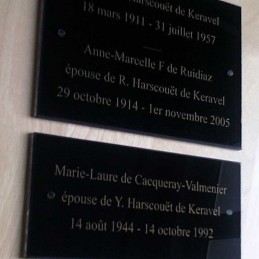 Harscouët de Keravel
18 mars 1911 - 31 juillet 1957
Anne-Marcelle F de Ruidiaz
épouse de R. Harscouët de Keravel
29 octobre 1914 - 1er novembre 2005
Marie-Laure de Cacqueray-Valmenier
épouse de Y. Harscouët de Keravel
14 août 1944 - 14 octobre 1992